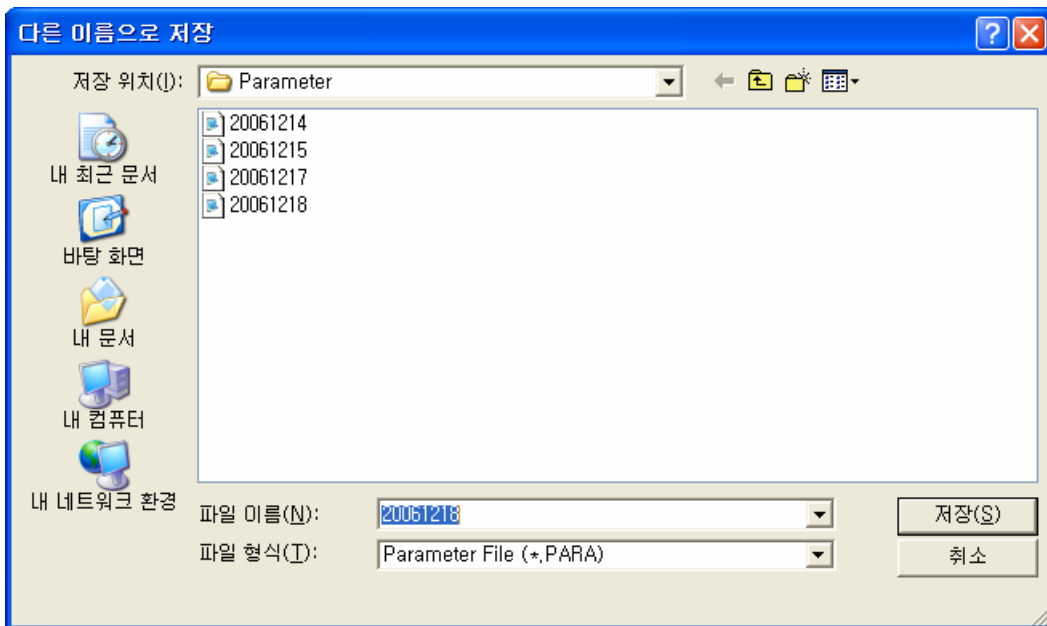 다른 이름으로 저장
저장 위치(I):
Parameter
20061214
20061215
20061217
20061218
내 최근 문서
바탕 화면
내 문서
내 컴퓨터
내 네트워크 환경
파일 이름(N):
20061218
저장(S)
파일 형식(T):
Parameter File (*.PARA)
취소